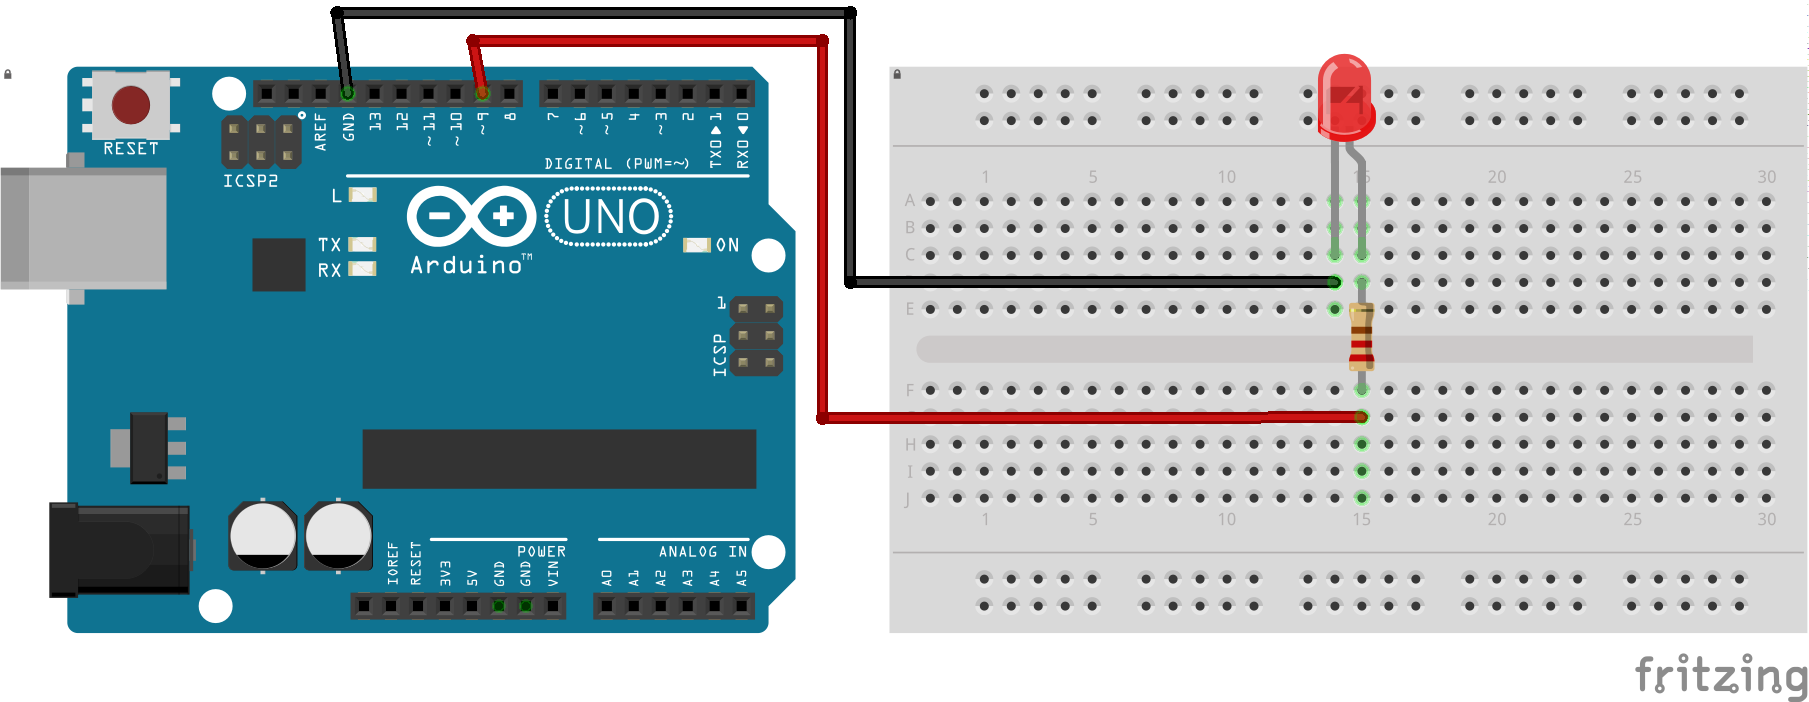 RESET
ICSP2
AREF
GND
13
12
~11
~10
~9
8
7
~6
~5
4
~3
2
TX0▶1
RX0◀0
DIGITAL (PWM=~)
L
TX
RX
UNO
ON
Arduino™
1
ICSP
IOREF
RESET
3V3
5V
GND
GND
VIN
POWER
ANALOG IN
A0
A1
A2
A3
A4
A5
1 5 10 15 20 25 30
A
B
C
E
F
H
I
J
1 5 10 15 20 25 30
fritzing